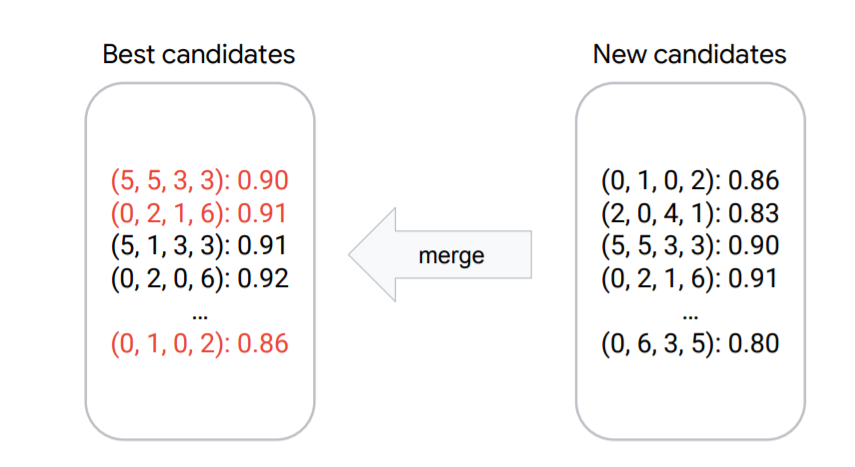 Best candidates
(5, 5, 3, 3): 0.90
(0, 2, 1, 6): 0.91
(5, 1, 3, 3): 0.91
(0, 2, 0, 6): 0.92
...
(0, 1, 0, 2): 0.86
merge
New candidates
(0, 1, 0, 2): 0.86
(2, 0, 4, 1): 0.83
(5, 5, 3, 3): 0.90
(0, 2, 1, 6): 0.91
...
(0, 6, 3, 5): 0.80